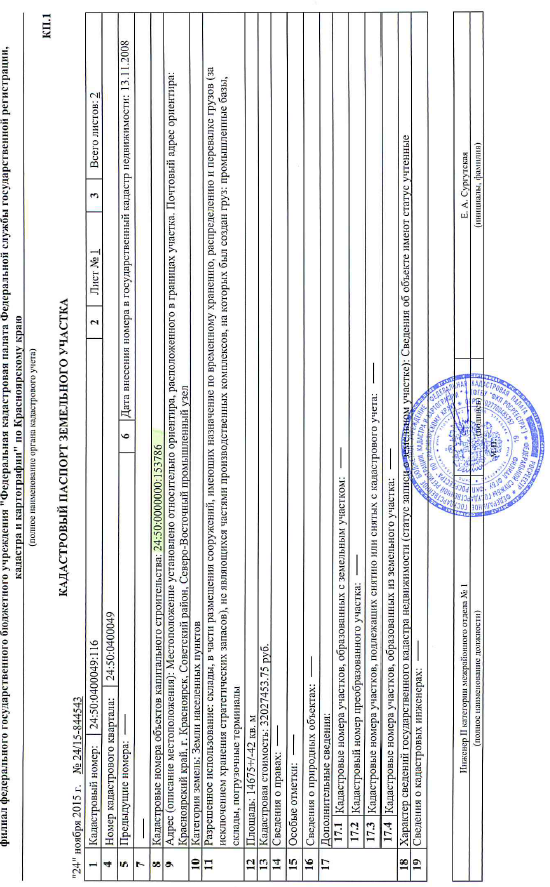 филиал федерального государственного бюджетного учреждения "Федеральная кадастровая палата Федеральной службы государственной регистрации,
кадастра и картографии" по Красноярскому краю
(полное наименование органа кадастрового учета)
КП.1
КАДАСТРОВЫЙ ПАСПОРТ ЗЕМЕЛЬНОГО УЧАСТКА
"24" ноября 2015 г. № 24/15-844543
1 Кадастровый номер: 24:50:0400049:116 2 Лист № 1 3 Всего листов: 2
4 Номер кадастрового квартала: 24:50:0400049
5 Предыдущие номера: —— 6 Дата внесения номера в государственный кадастр недвижимости: 13.11.2008
7 ——
8 Кадастровые номера объектов капитального строительства: 24:50:0000000:153786
9 Адрес (описание местоположения): Местоположение установлено относительно ориентира, расположенного в границах участка. Почтовый адрес ориентира:
Красноярский край, г. Красноярск, Советский район, Северо-Восточный промышленный узел
10 Категория земель: Земли населенных пунктов
11 Разрешенное использование: склады, в части размещения сооружений, имеющих назначение по временному хранению, распределению и перевалке грузов (за
исключением хранения стратегических запасов), не являющихся частями производственных комплексов, на которых был создан груз: промышленные базы,
склады, погрузочные терминалы
12 Площадь: 14675+/-42 кв. м
13 Кадастровая стоимость: 32027453.75 руб.
14 Сведения о правах: ——
15 Особые отметки:
16 Сведения о природных объектах: ——
17 Дополнительные сведения:
17.1 Кадастровые номера участков, образованных с земельным участком: ——
17.2 Кадастровый номер преобразованного участка: ——
17.3 Кадастровые номера участков, подлежащих снятию или снятых с кадастрового учета: ——
17.4 Кадастровые номера участков, образованных из земельного участка: ——
18 Характер сведений государственного кадастра недвижимости (статус записи о земельном участке): Сведения об объекте имеют статус учтенные
19 Сведения о кадастровых инженерах: ——
Инженер II категории межрайонного отдела № 1 Е. А. Сургутская
(полное наименование должности) (подпись) (инициалы, фамилия)
М.П.